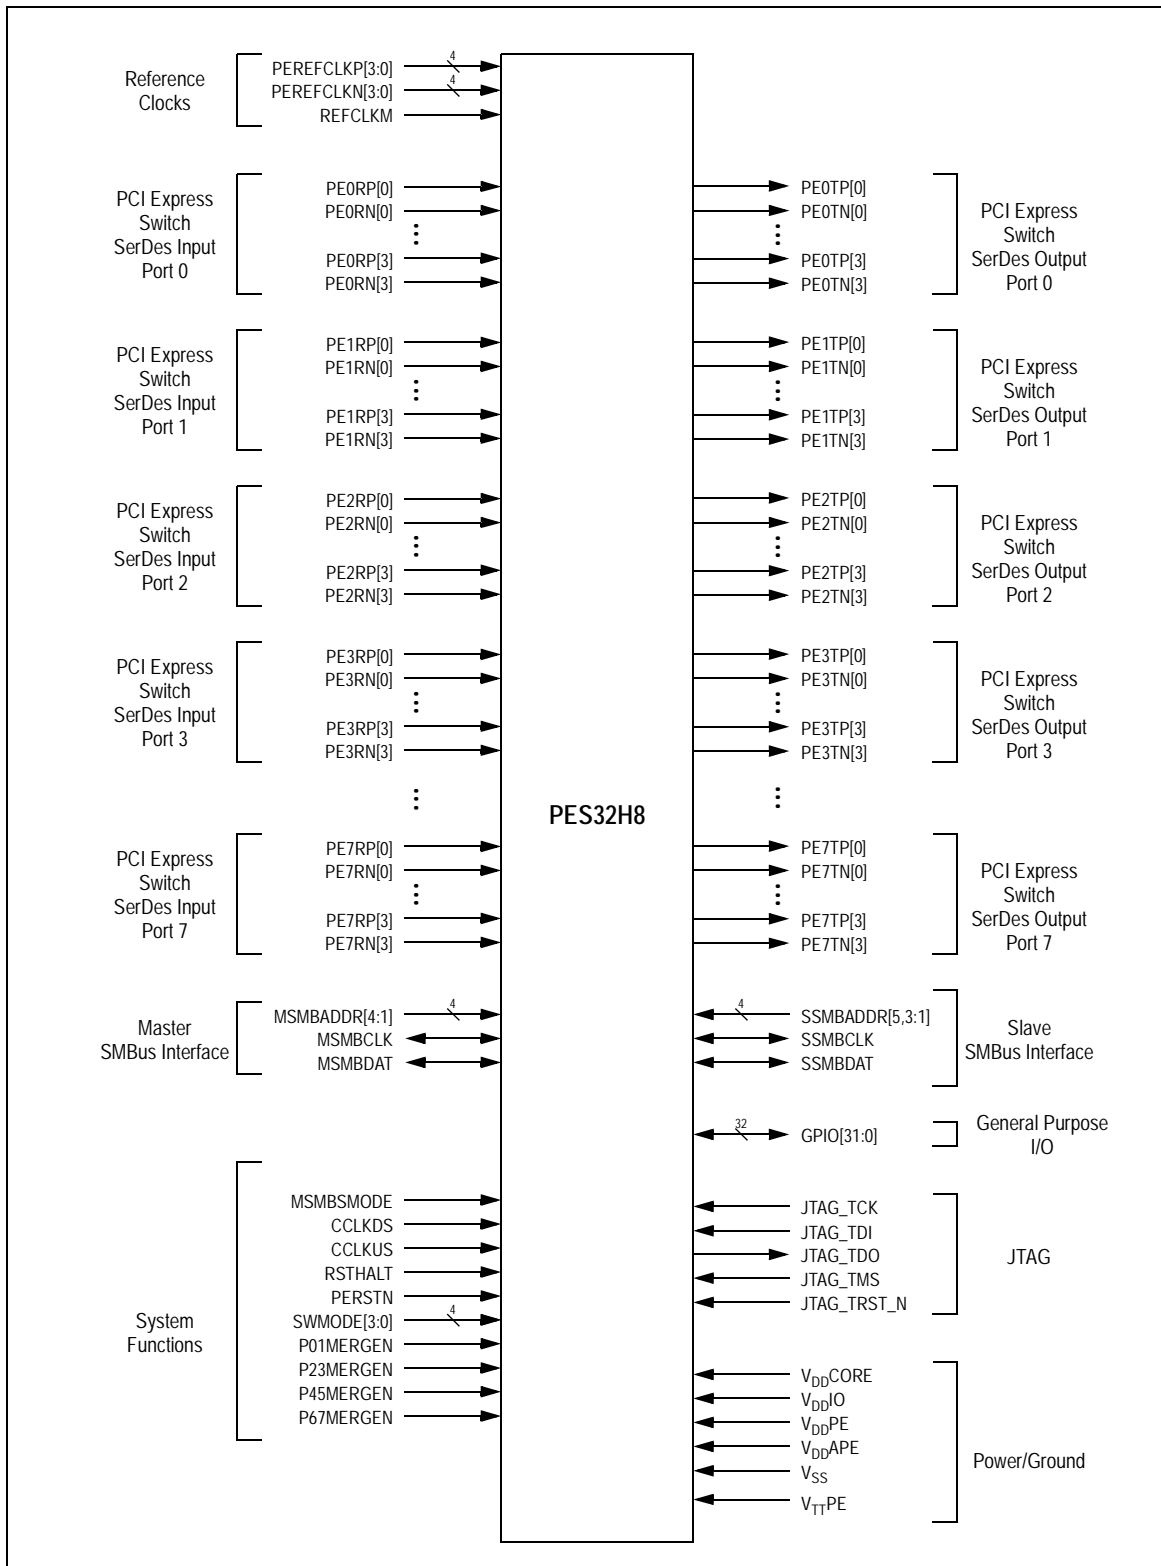 Reference
Clocks
PEREFCLKP[3:0]
4
PEREFCLKN[3:0]
4
REFCLKM
PCI Express
Switch
SerDes Input
Port 0
PE0RP[0]
PE0RN[0]
PE0RP[3]
PE0RN[3]
PCI Express
Switch
SerDes Input
Port 1
PE1RP[0]
PE1RN[0]
PE1RP[3]
PE1RN[3]
PCI Express
Switch
SerDes Input
Port 2
PE2RP[0]
PE2RN[0]
PE2RP[3]
PE2RN[3]
PCI Express
Switch
SerDes Input
Port 3
PE3RP[0]
PE3RN[0]
PE3RP[3]
PE3RN[3]
PCI Express
Switch
SerDes Input
Port 7
PE7RP[0]
PE7RN[0]
PE7RP[3]
PE7RN[3]
Master
SMBus Interface
MSMBADDR[4:1]
4
MSMBCLK
MSMBDAT
System
Functions
MSMBSMODE
CCLKDS
CCLKUS
RSTHALT
PERSTN
SWMODE[3:0]
4
P01MERGEN
P23MERGEN
P45MERGEN
P67MERGEN
PES32H8
PE0TP[0]
PE0TN[0]
PE0TP[3]
PE0TN[3]
PCI Express
Switch
SerDes Output
Port 0
PE1TP[0]
PE1TN[0]
PE1TP[3]
PE1TN[3]
PCI Express
Switch
SerDes Output
Port 1
PE2TP[0]
PE2TN[0]
PE2TP[3]
PE2TN[3]
PCI Express
Switch
SerDes Output
Port 2
PE3TP[0]
PE3TN[0]
PE3TP[3]
PE3TN[3]
PCI Express
Switch
SerDes Output
Port 3
PE7TP[0]
PE7TN[0]
PE7TP[3]
PE7TN[3]
PCI Express
Switch
SerDes Output
Port 7
4
SSMBADDR[5,3:1]
SSMBCLK
SSMBDAT
Slave
SMBus Interface
32
GPIO[31:0]
General Purpose
I/O
JTAG_TCK
JTAG_TDI
JTAG_TDO
JTAG_TMS
JTAG_TRST_N
JTAG
VDDCORE
VDDIO
VDDPE
VDDAPE
VSS
VTTPE
Power/Ground